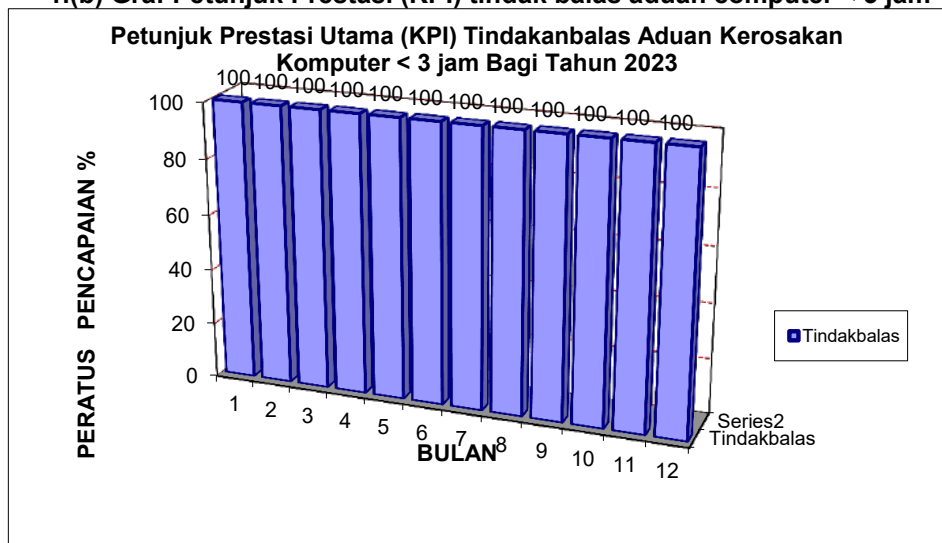 Petunjuk Prestasi Utama (KPI) Tindakanbalas Aduan Kerosakan
Komputer < 3 jam Bagi Tahun 2023
100 100 100 100 100 100 100 100 100 100 100 100
100
80
60
40
20
0
PERATUS PENCAPAIAN %
1 2 3 4 5 6 7 8 9 10 11 12
BULAN
Series2
Tindakbalas
Tindakbalas